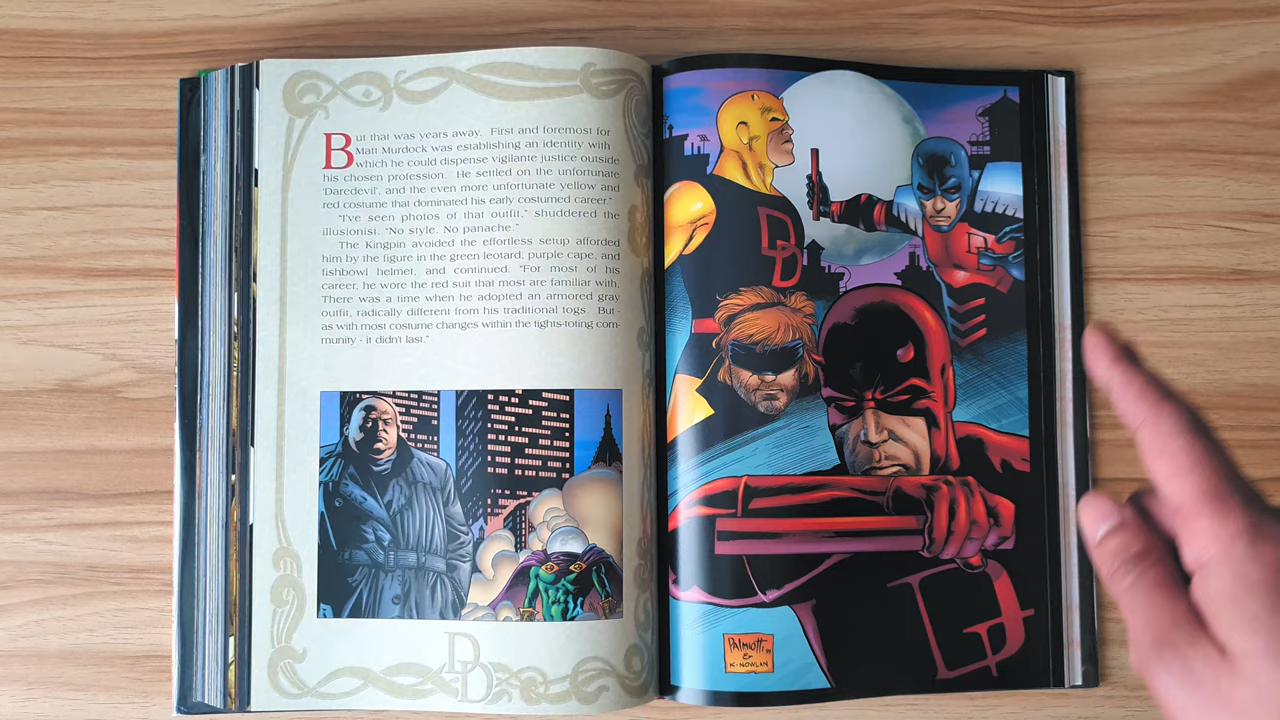 But that was years away. First and foremost for
Matt Murdock was establishing an identity with
which he could dispense vigilante justice outside
his chosen profession. He settled on the unfortunate
'Daredevil', and the even more unfortunate yellow and
red costume that dominated his early costumed career."
"I've seen photos of that outfit," shuddered the
illusionist. "No style. No panache."
The Kingpin avoided the effortless setup afforded
him by the figure in the green leotard, purple cape, and
fishbowl helmet, and continued. "For most of his
career, he wore the red suit that most are familiar with.
There was a time when he adopted an armored gray
outfit, radically different from his traditional togs. But -
as with most costume changes within the tights-toting com-
munity - it didn't last."
DD
DD
DD
DD
PALMIOTTI '99
&
K. NOWLAN